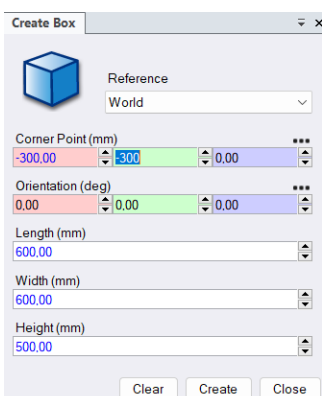 Create Box
Reference
World
Corner Point (mm)
-300,00 -300 0,00
Orientation (deg)
0,00 0,00 0,00
Length (mm)
600,00
Width (mm)
600,00
Height (mm)
500,00
Clear Create Close